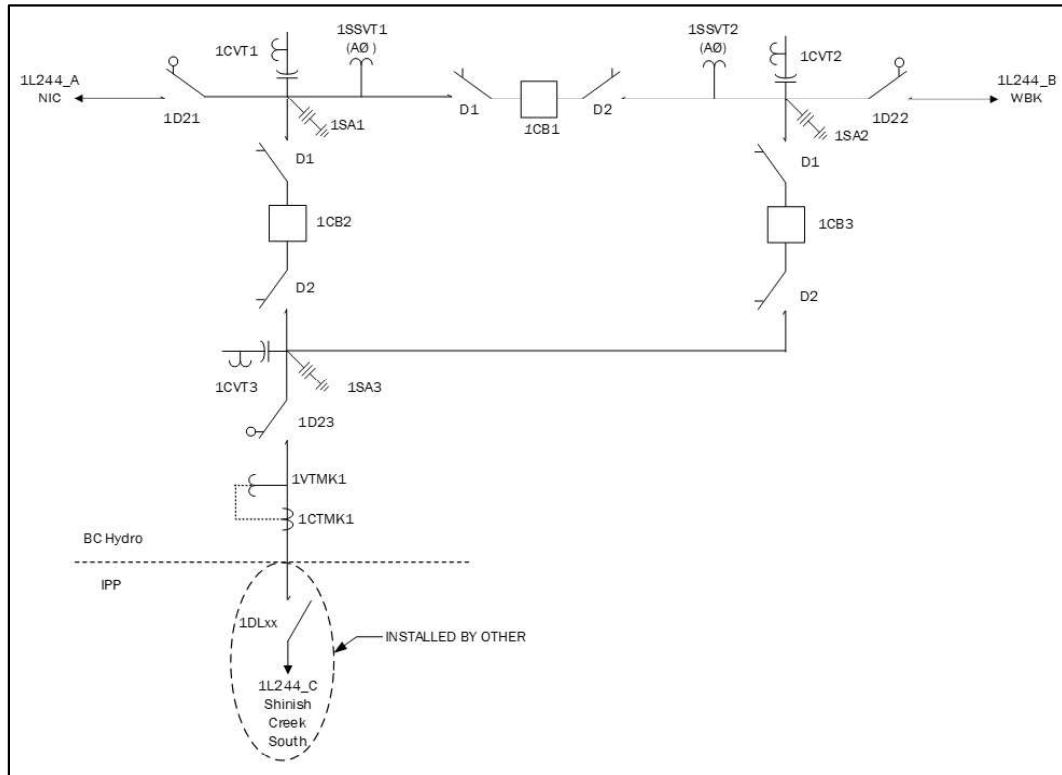 1SSVT1
(AØ)
1SSVT2
(AØ)
1CVT1
1CVT2
1L244_A
NIC
1L244_B
WBK
1D21
1SA1
D1
1CB1
D2
1SA2
1D22
D1
D1
1CB2
1CB3
D2
D2
1CVT3
1SA3
1D23
1VTMK1
1CTMK1
BC Hydro
IPP
1DLxx
INSTALLED BY OTHER
1L244_C
Shinish
Creek
South